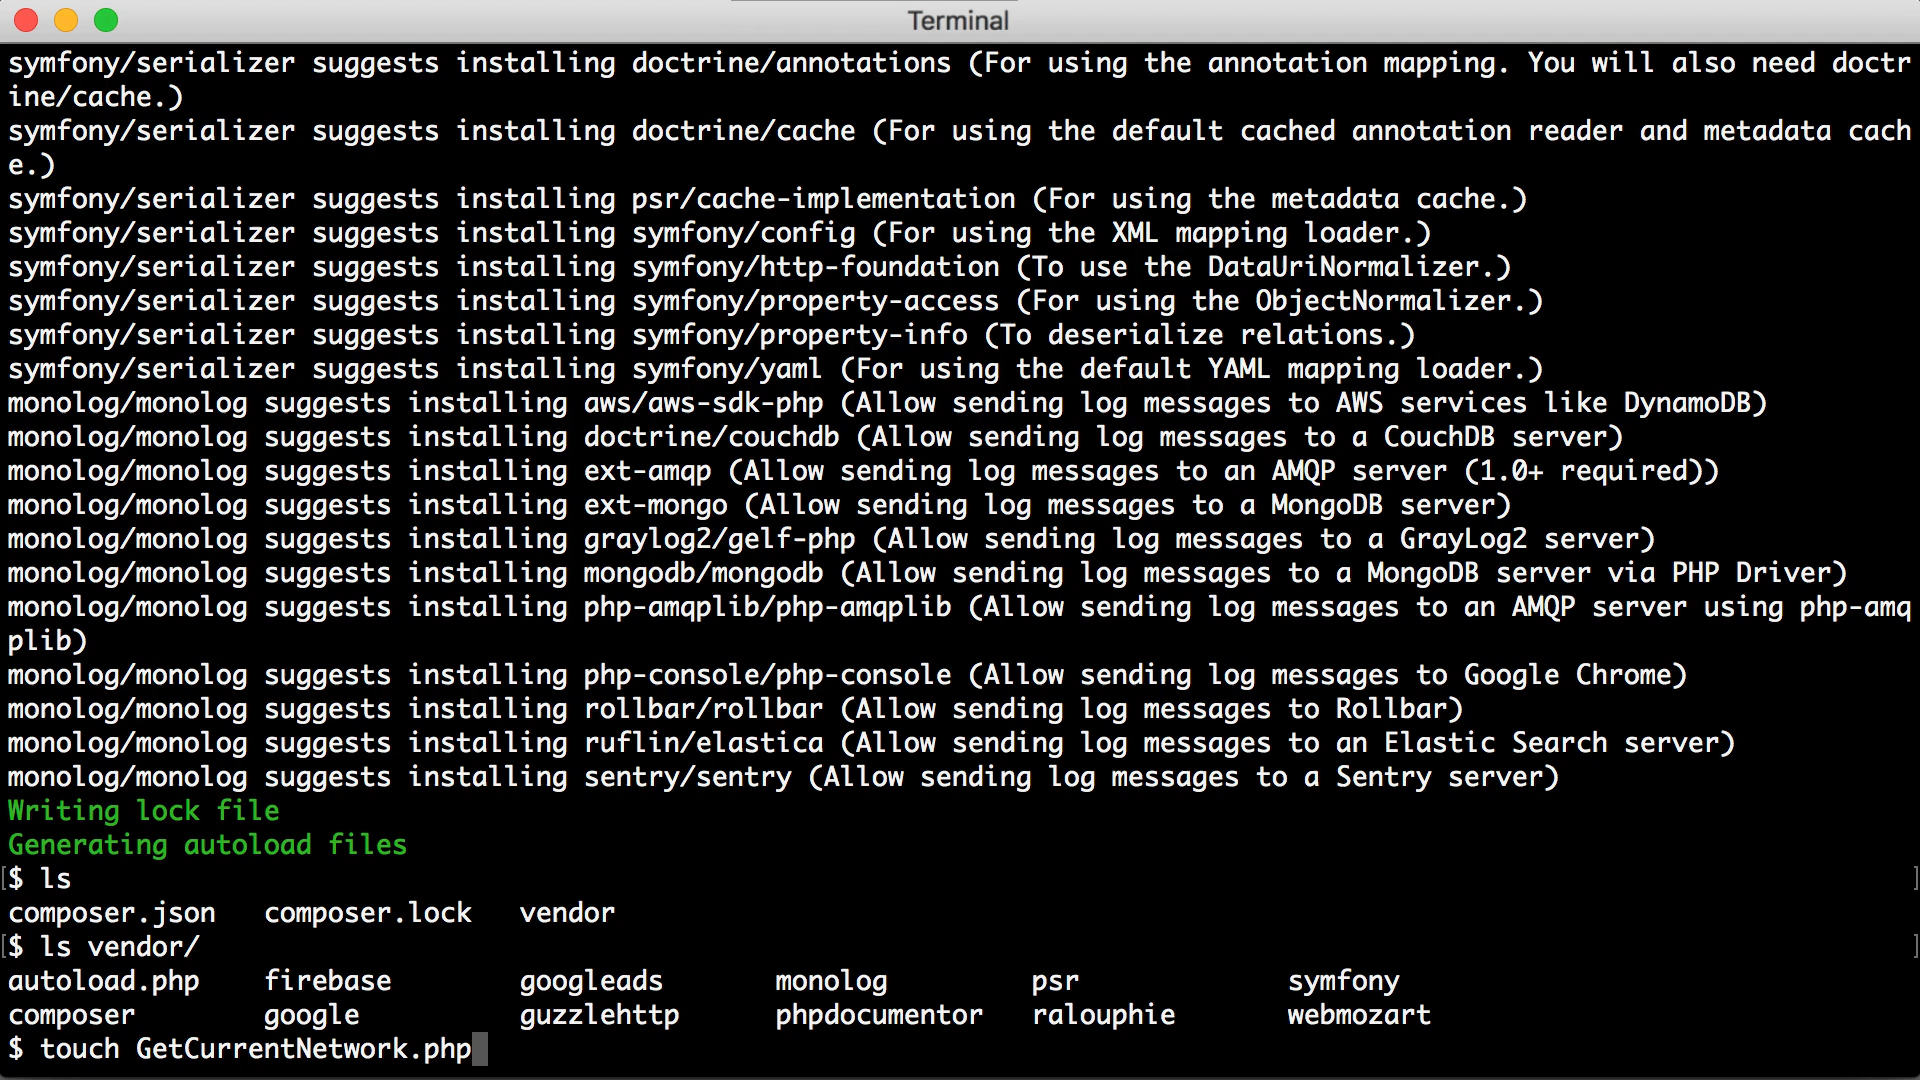 Terminal
symfony/serializer suggests installing doctrine/annotations (For using the annotation mapping. You will also need doctr
ine/cache.)
symfony/serializer suggests installing doctrine/cache (For using the default cached annotation reader and metadata cach
e.)
symfony/serializer suggests installing psr/cache-implementation (For using the metadata cache.)
symfony/serializer suggests installing symfony/config (For using the XML mapping loader.)
symfony/serializer suggests installing symfony/http-foundation (To use the DataUriNormalizer.)
symfony/serializer suggests installing symfony/property-access (For using the ObjectNormalizer.)
symfony/serializer suggests installing symfony/property-info (To deserialize relations.)
symfony/serializer suggests installing symfony/yaml (For using the default YAML mapping loader.)
monolog/monolog suggests installing aws/aws-sdk-php (Allow sending log messages to AWS services like DynamoDB)
monolog/monolog suggests installing doctrine/couchdb (Allow sending log messages to a CouchDB server)
monolog/monolog suggests installing ext-amqp (Allow sending log messages to an AMQP server (1.0+ required))
monolog/monolog suggests installing ext-mongo (Allow sending log messages to a MongoDB server)
monolog/monolog suggests installing graylog2/gelf-php (Allow sending log messages to a GrayLog2 server)
monolog/monolog suggests installing mongodb/mongodb (Allow sending log messages to a MongoDB server via PHP Driver)
monolog/monolog suggests installing php-amqplib/php-amqplib (Allow sending log messages to an AMQP server using php-amq
plib)
monolog/monolog suggests installing php-console/php-console (Allow sending log messages to Google Chrome)
monolog/monolog suggests installing rollbar/rollbar (Allow sending log messages to Rollbar)
monolog/monolog suggests installing ruflin/elastica (Allow sending log messages to an Elastic Search server)
monolog/monolog suggests installing sentry/sentry (Allow sending log messages to a Sentry server)
Writing lock file
Generating autoload files
[$ ls ]
composer.json composer.lock vendor
[$ ls vendor/ ]
autoload.php firebase googleads monolog psr symfony
composer google guzzlehttp phpdocumentor ralouphie webmozart
$ touch GetCurrentNetwork.php